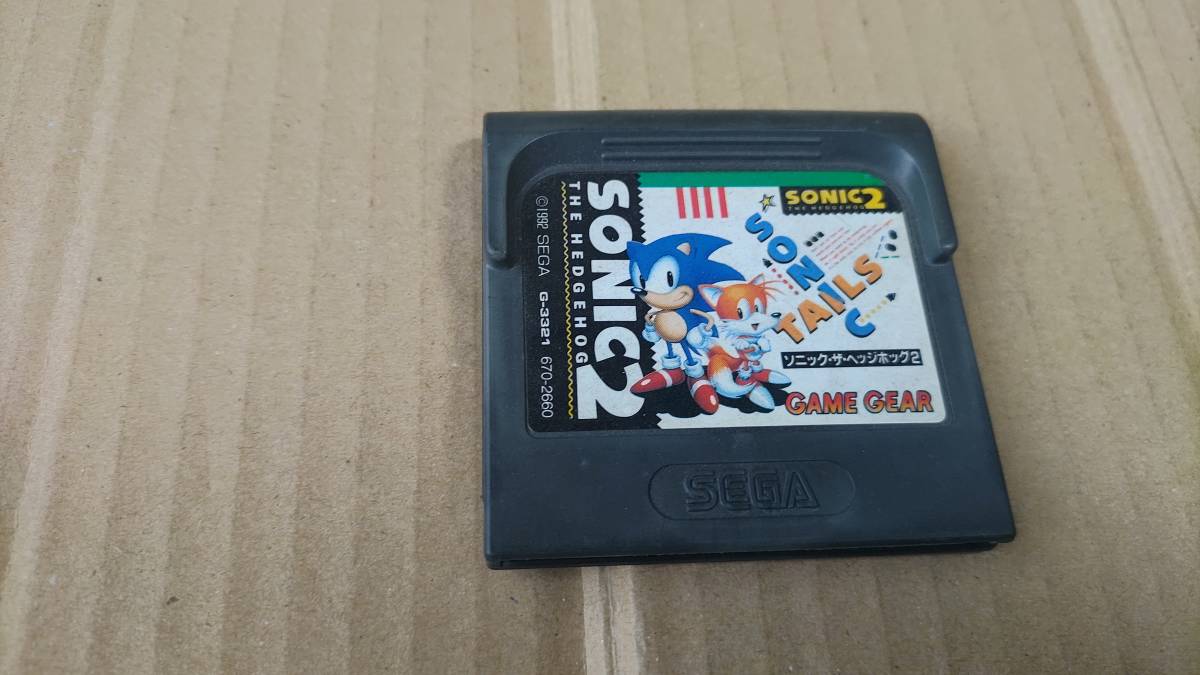 SONIC 2
THE HEDGEHOG
©1992 SEGA G-3321 670-2660
SONIC 2
THE HEDGEHOG
SONIC
TAILS
ソニック・ザ・ヘッジホッグ2
GAME GEAR
SEGA